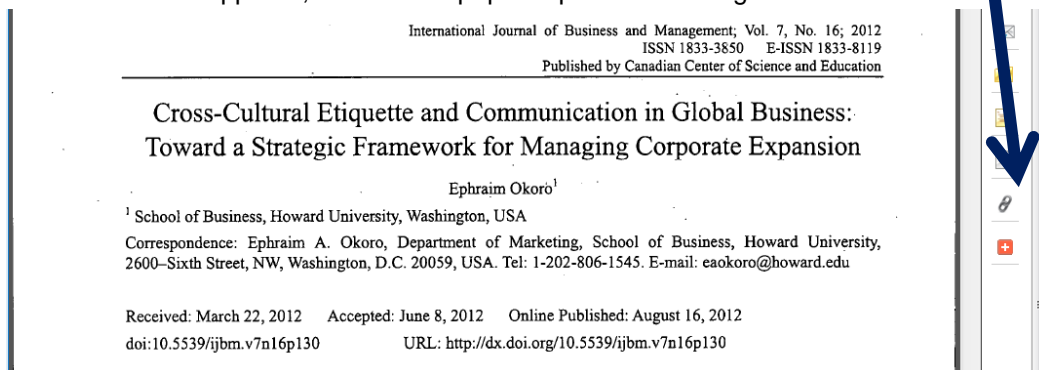 International Journal of Business and Management; Vol. 7, No. 16; 2012
ISSN 1833-3850 E-ISSN 1833-8119
Published by Canadian Center of Science and Education
Cross-Cultural Etiquette and Communication in Global Business:
Toward a Strategic Framework for Managing Corporate Expansion
Ephraim Okoro1
1 School of Business, Howard University, Washington, USA
Correspondence: Ephraim A. Okoro, Department of Marketing, School of Business, Howard University,
2600–Sixth Street, NW, Washington, D.C. 20059, USA. Tel: 1-202-806-1545. E-mail: eaokoro@howard.edu
Received: March 22, 2012 Accepted: June 8, 2012 Online Published: August 16, 2012
doi:10.5539/ijbm.v7n16p130 URL: http://dx.doi.org/10.5539/ijbm.v7n16p130